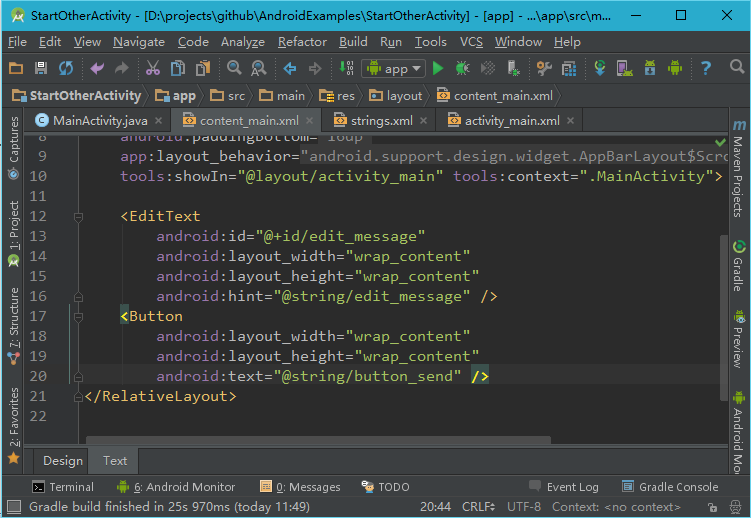 StartOtherActivity - [D:\projects\github\AndroidExamples\StartOtherActivity] - [app] - ...\app\src\m...
File Edit View Navigate Code Analyze Refactor Build Run Tools VCS Window Help
app
StartOtherActivity app src main res layout content_main.xml
MainActivity.java content_main.xml strings.xml activity_main.xml
8 android:paddingBottom="16dp"
9 app:layout_behavior="android.support.design.widget.AppBarLayout$Scro
10 tools:showIn="@layout/activity_main" tools:context=".MainActivity">
11
12 <EditText
13 android:id="@+id/edit_message"
14 android:layout_width="wrap_content"
15 android:layout_height="wrap_content"
16 android:hint="@string/edit_message" />
17 <Button
18 android:layout_width="wrap_content"
19 android:layout_height="wrap_content"
20 android:text="@string/button_send" />
21 </RelativeLayout>
22
Captures
1: Project
7: Structure
2: Favorites
m
Maven Projects
Gradle
Preview
Android Mo
Design Text
Terminal 6: Android Monitor 0: Messages TODO Event Log Gradle Console
Gradle build finished in 25s 970ms (today 11:49) 20:44 CRLF UTF-8 Context: <no context>